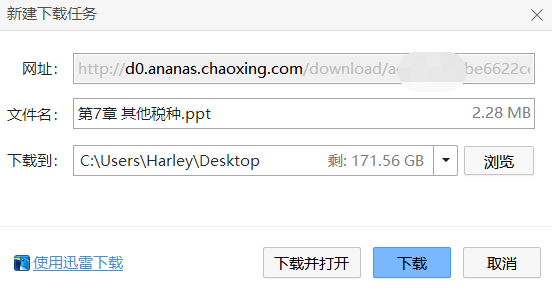 新建下载任务
网址： http://d0.ananas.chaoxing.com/download/a be6622c
文件名： 第7章 其他税种.ppt 2.28 MB
下载到： C:\Users\Harley\Desktop 剩: 171.56 GB 浏览
使用迅雷下载 下载并打开 下载 取消